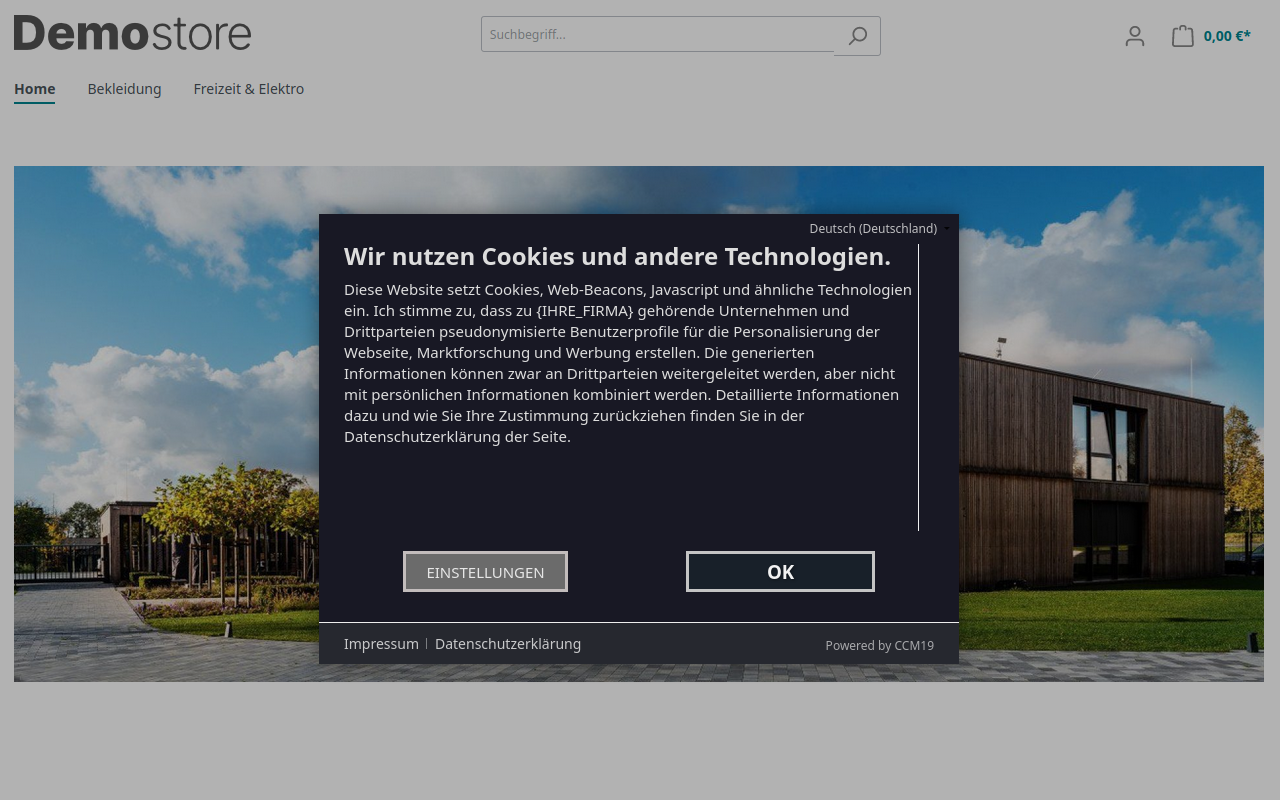 Demostore
Suchbegriff...
0,00 €*
Home
Bekleidung
Freizeit & Elektro
Deutsch (Deutschland)
Wir nutzen Cookies und andere Technologien.
Diese Website setzt Cookies, Web-Beacons, Javascript und ähnliche Technologien
ein. Ich stimme zu, dass zu {IHRE_FIRMA} gehörende Unternehmen und
Drittparteien pseudonymisierte Benutzerprofile für die Personalisierung der
Webseite, Marktforschung und Werbung erstellen. Die generierten
Informationen können zwar an Drittparteien weitergeleitet werden, aber nicht
mit persönlichen Informationen kombiniert werden. Detaillierte Informationen
dazu und wie Sie Ihre Zustimmung zurückziehen finden Sie in der
Datenschutzerklärung der Seite.
EINSTELLUNGEN
OK
Impressum
Datenschutzerklärung
Powered by CCM19